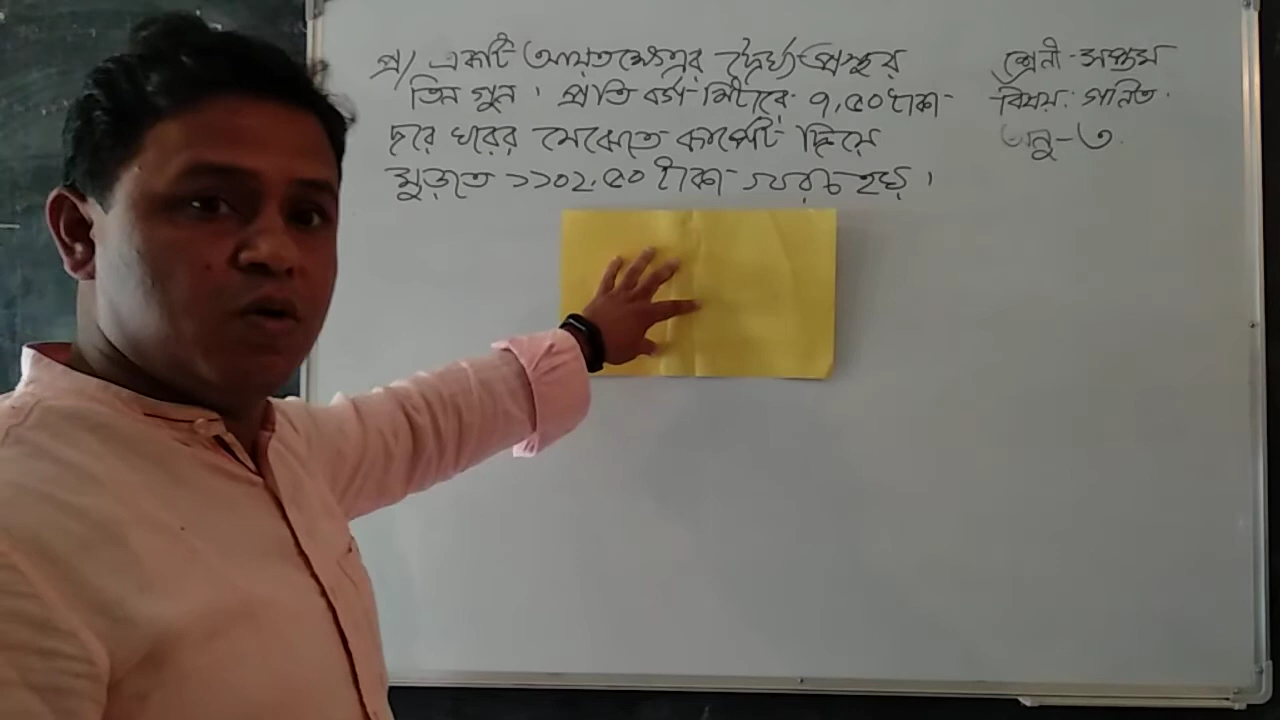 প্র/ একটি আয়তক্ষেত্রের দৈর্ঘ্য প্রস্থের
তিন গুন। প্রতি বর্গ মিটারে ৭.৫০ টাকা
দরে ঘরের মেঝেতে কার্পেট দিয়ে
মুড়তে ১১০২.৫০ টাকা খরচ হয়।
শ্রেনী - সপ্তম
বিষয়: গনিত
অনু - ৩